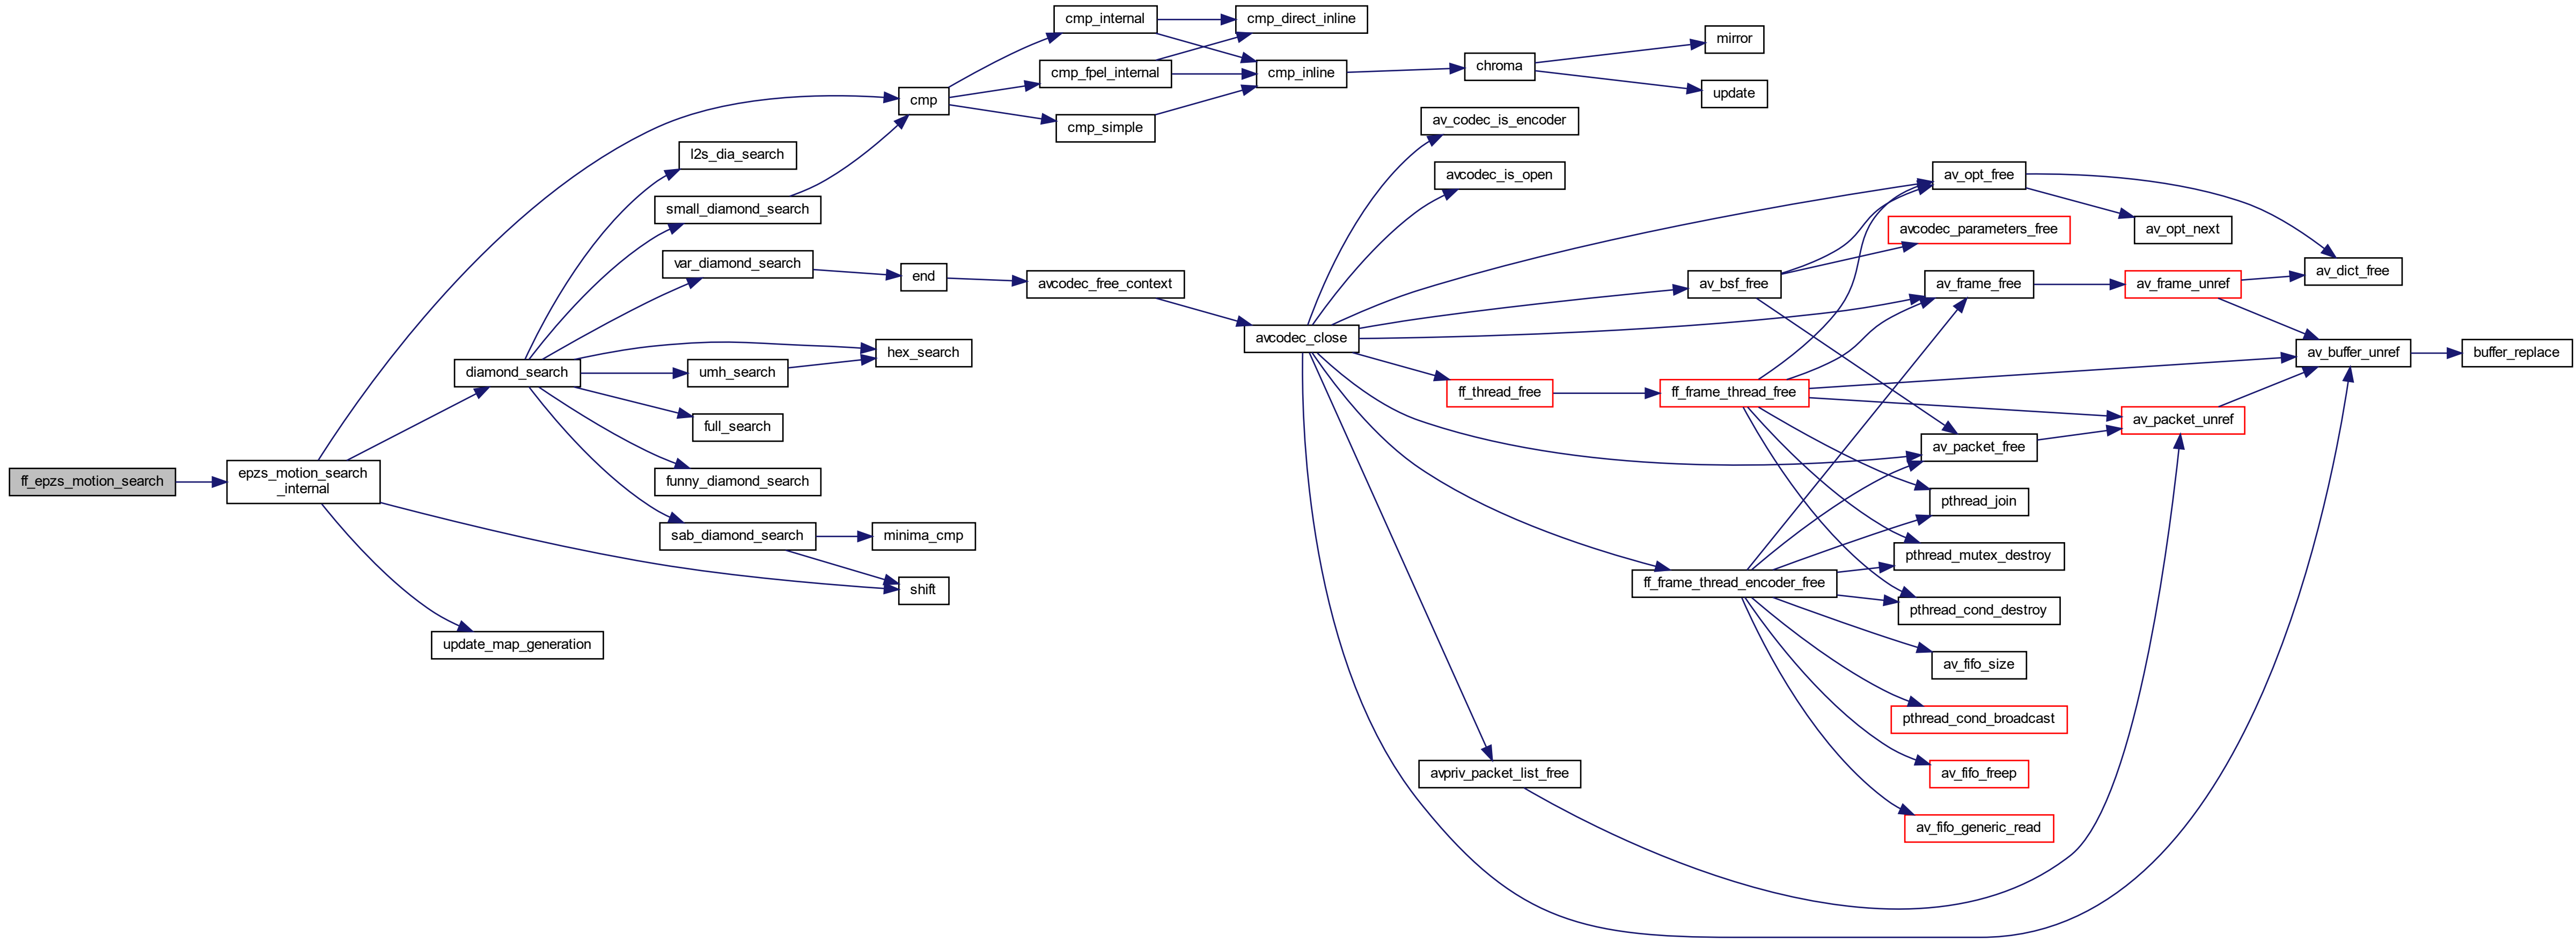 ff_epzs_motion_search
epzs_motion_search
_internal
cmp
diamond_search
shift
update_map_generation
cmp_internal
cmp_fpel_internal
cmp_simple
cmp_direct_inline
cmp_inline
chroma
mirror
update
l2s_dia_search
small_diamond_search
var_diamond_search
hex_search
umh_search
full_search
funny_diamond_search
sab_diamond_search
minima_cmp
end
avcodec_free_context
avcodec_close
av_codec_is_encoder
avcodec_is_open
av_opt_free
av_bsf_free
av_frame_free
ff_thread_free
ff_frame_thread_free
av_packet_free
ff_frame_thread_encoder_free
avpriv_packet_list_free
avcodec_parameters_free
av_opt_next
av_dict_free
av_frame_unref
av_buffer_unref
buffer_replace
av_packet_unref
pthread_join
pthread_mutex_destroy
pthread_cond_destroy
av_fifo_size
pthread_cond_broadcast
av_fifo_freep
av_fifo_generic_read